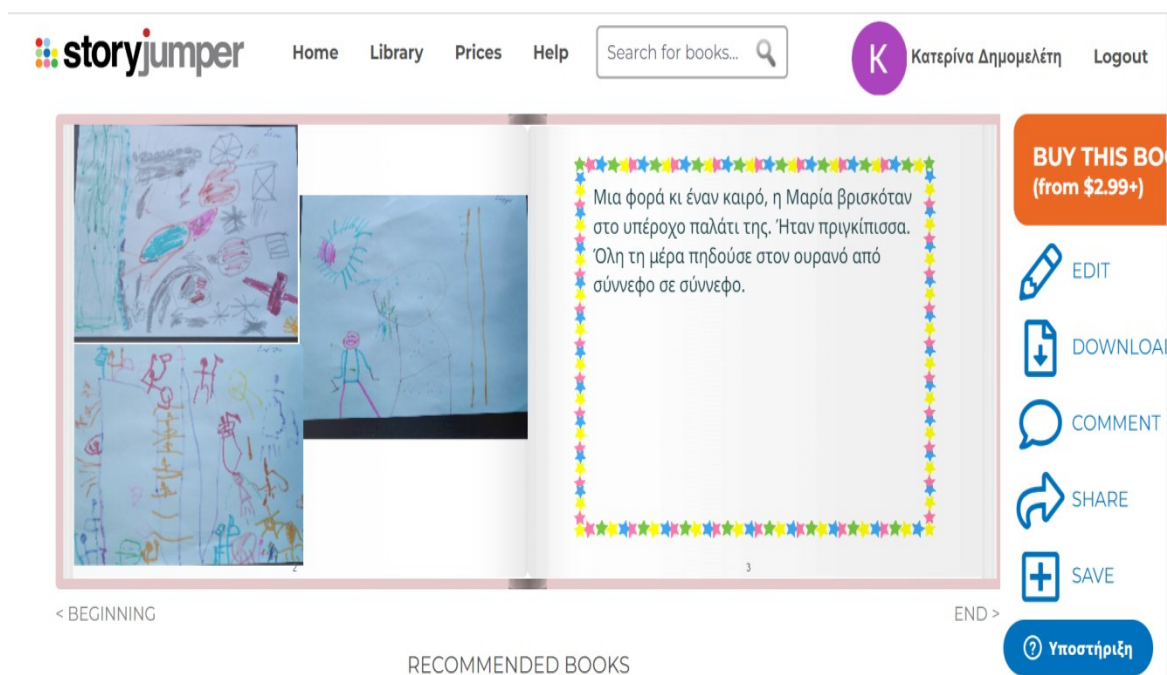 storyjumper
Home Library Prices Help
Search for books...
K
Κατερίνα Δημομελέτη
Logout
Μια φορά κι έναν καιρό, η Μαρία βρισκόταν
στο υπέροχο παλάτι της. Ήταν πριγκίπισσα.
Όλη τη μέρα πηδούσε στον ουρανό από
σύννεφο σε σύννεφο.
2
3
BUY THIS BO
(from $2.99+)
EDIT
DOWNLOA
COMMENT
SHARE
SAVE
< BEGINNING
END >
RECOMMENDED BOOKS
? Υποστήριξη